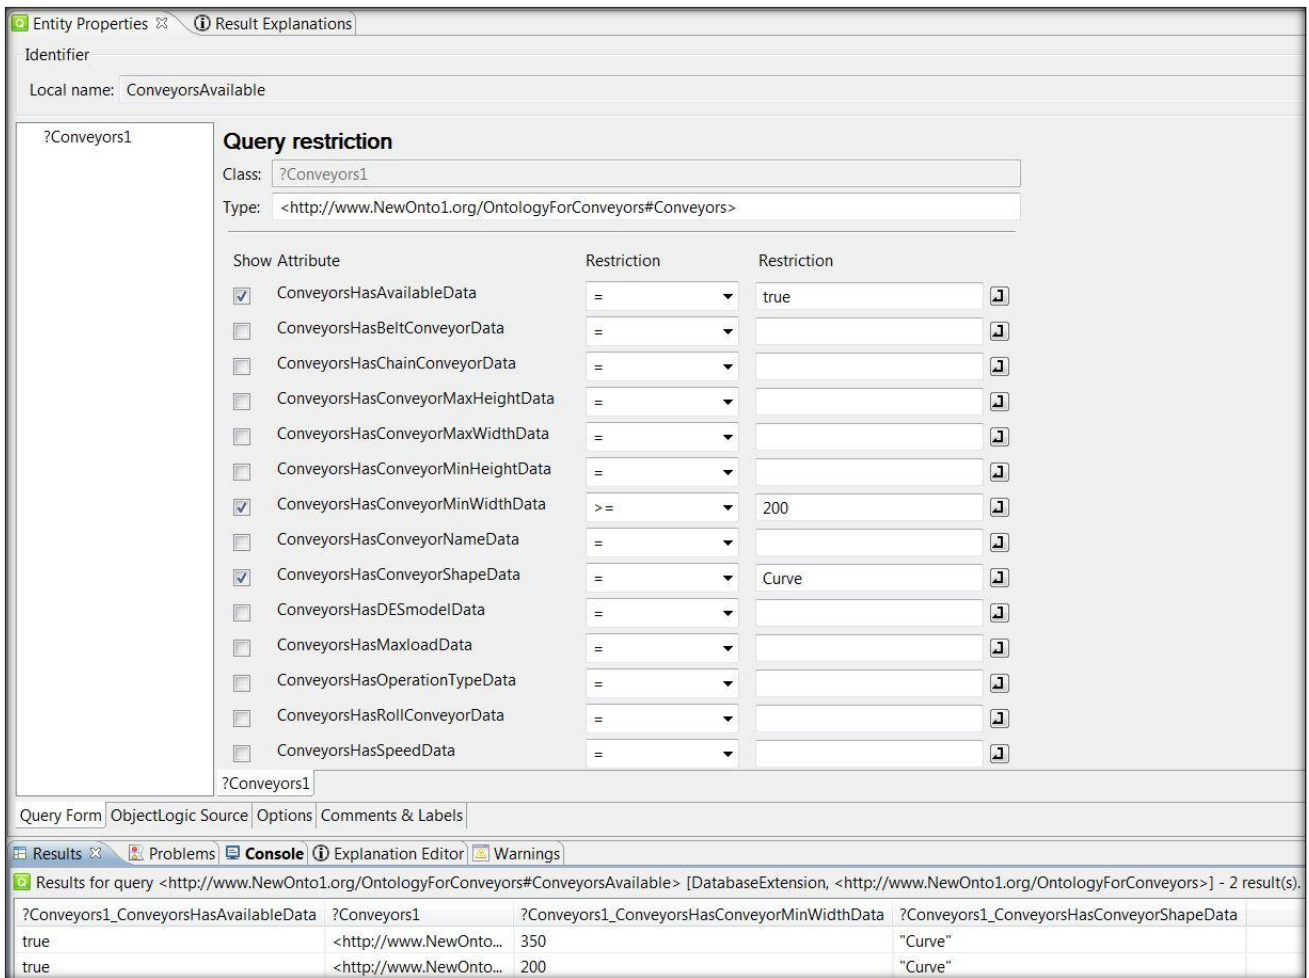 Entity Properties Result Explanations
Identifier
Local name: ConveyorsAvailable
?Conveyors1
Query restriction
Class: ?Conveyors1
Type: <http://www.NewOnto1.org/OntologyForConveyors#Conveyors>
Show Attribute Restriction Restriction
ConveyorsHasAvailableData = true
ConveyorsHasBeltConveyorData =
ConveyorsHasChainConveyorData =
ConveyorsHasConveyorMaxHeightData =
ConveyorsHasConveyorMaxWidthData =
ConveyorsHasConveyorMinHeightData =
ConveyorsHasConveyorMinWidthData >= 200
ConveyorsHasConveyorNameData =
ConveyorsHasConveyorShapeData = Curve
ConveyorsHasDESmodelData =
ConveyorsHasMaxloadData =
ConveyorsHasOperationTypeData =
ConveyorsHasRollConveyorData =
ConveyorsHasSpeedData =
?Conveyors1
Query Form ObjectLogic Source Options Comments & Labels
Results Problems Console Explanation Editor Warnings
Results for query <http://www.NewOnto1.org/OntologyForConveyors#ConveyorsAvailable> [DatabaseExtension, <http://www.NewOnto1.org/OntologyForConveyors>] - 2 result(s).
?Conveyors1_ConveyorsHasAvailableData ?Conveyors1 ?Conveyors1_ConveyorsHasConveyorMinWidthData ?Conveyors1_ConveyorsHasConveyorShapeData
true <http://www.NewOnto... 350 "Curve"
true <http://www.NewOnto... 200 "Curve"